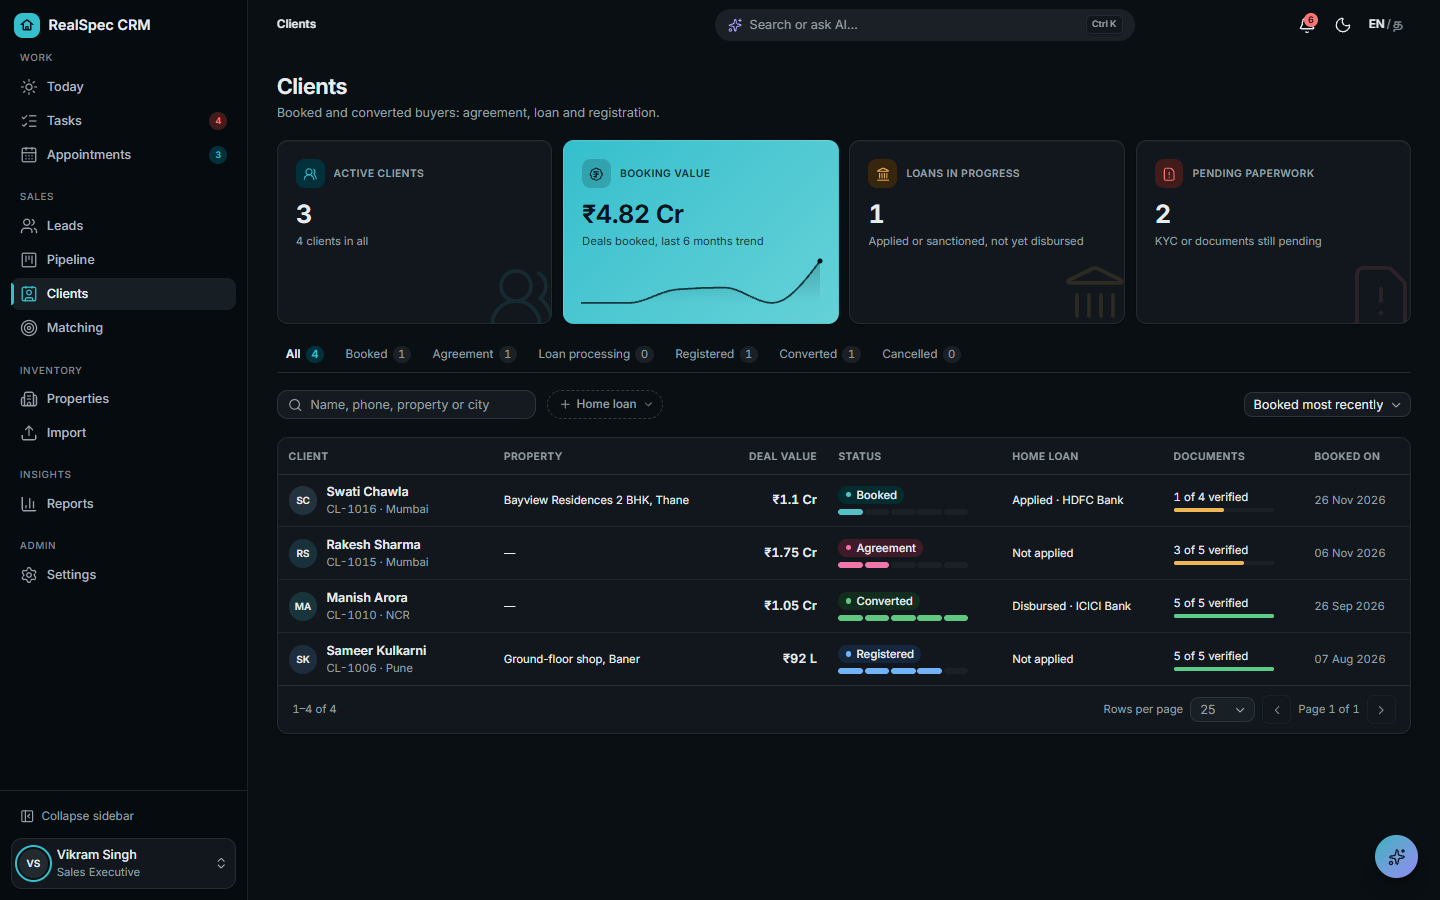 RealSpec CRM
WORK
Today
Tasks 4
Appointments 3
SALES
Leads
Pipeline
Clients
Matching
INVENTORY
Properties
Import
INSIGHTS
Reports
ADMIN
Settings
Collapse sidebar
VS
Vikram Singh
Sales Executive
Clients
Search or ask AI... Ctrl K
6
EN / த
Clients
Booked and converted buyers: agreement, loan and registration.
ACTIVE CLIENTS
3
4 clients in all
BOOKING VALUE
₹4.82 Cr
Deals booked, last 6 months trend
LOANS IN PROGRESS
1
Applied or sanctioned, not yet disbursed
PENDING PAPERWORK
2
KYC or documents still pending
All 4 Booked 1 Agreement 1 Loan processing 0 Registered 1 Converted 1 Cancelled 0
Name, phone, property or city
+ Home loan
Booked most recently
CLIENT PROPERTY DEAL VALUE STATUS HOME LOAN DOCUMENTS BOOKED ON
SC Swati Chawla Bayview Residences 2 BHK, Thane ₹1.1 Cr Booked Applied · HDFC Bank 1 of 4 verified 26 Nov 2026
CL-1016 · Mumbai
RS Rakesh Sharma — ₹1.75 Cr Agreement Not applied 3 of 5 verified 06 Nov 2026
CL-1015 · Mumbai
MA Manish Arora — ₹1.05 Cr Converted Disbursed · ICICI Bank 5 of 5 verified 26 Sep 2026
CL-1010 · NCR
SK Sameer Kulkarni Ground-floor shop, Baner ₹92 L Registered Not applied 5 of 5 verified 07 Aug 2026
CL-1006 · Pune
1–4 of 4
Rows per page 25 Page 1 of 1